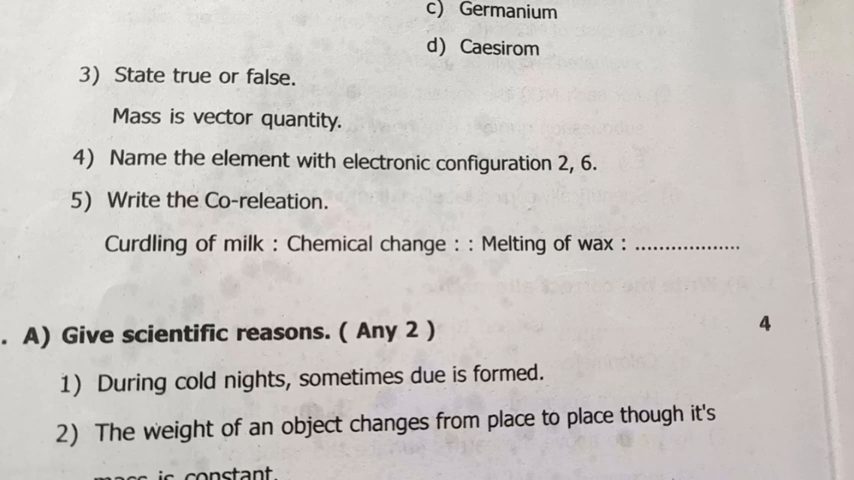 c) Germanium
d) Caesirom
3) State true or false.
Mass is vector quantity.
4) Name the element with electronic configuration 2, 6.
5) Write the Co-releation.
Curdling of milk : Chemical change : : Melting of wax : ..................
. A) Give scientific reasons. ( Any 2 ) 4
1) During cold nights, sometimes due is formed.
2) The weight of an object changes from place to place though it's
mass is constant.